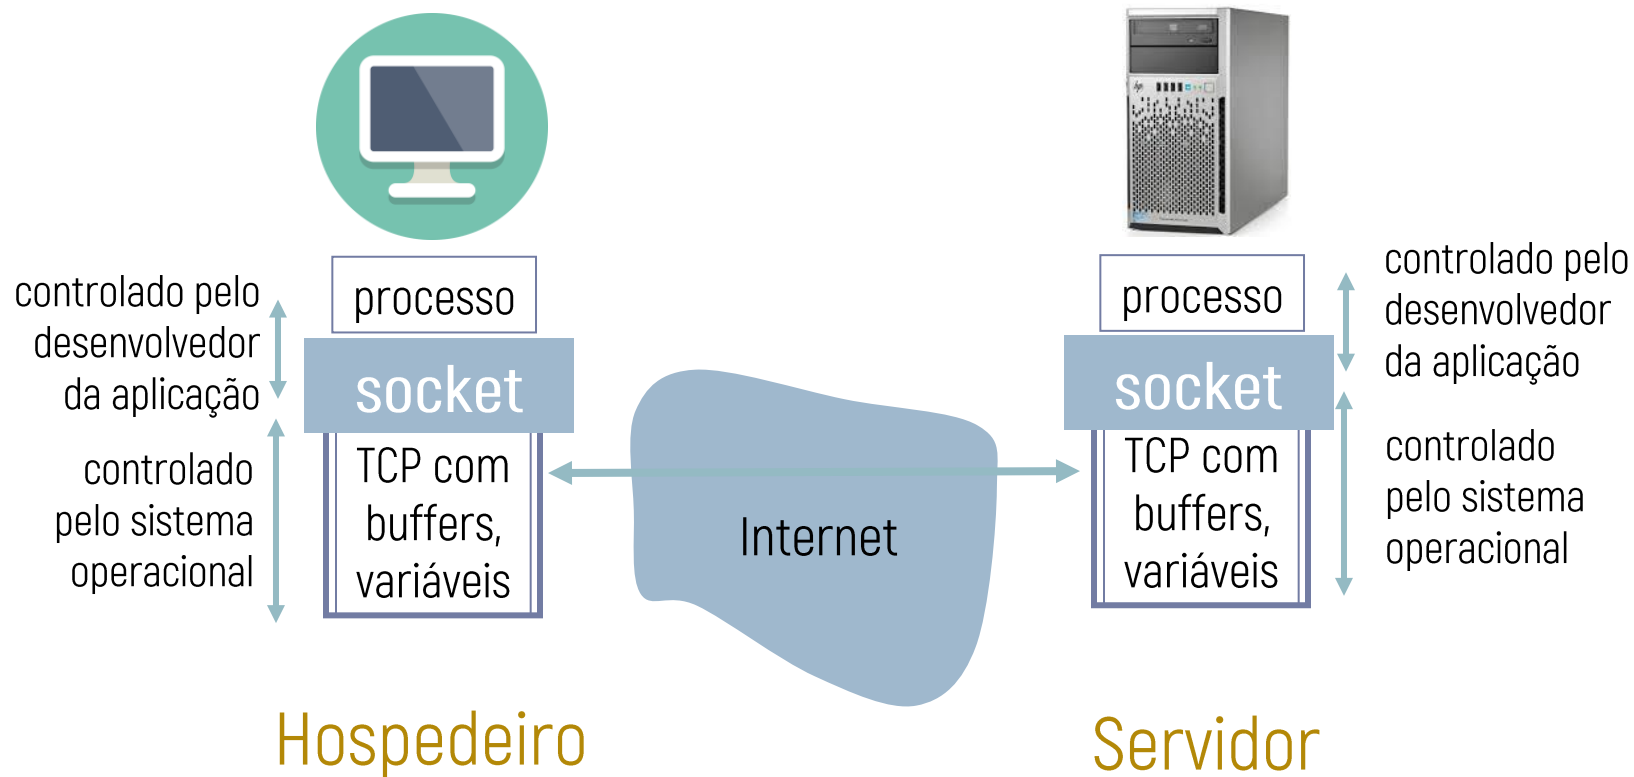 controlado pelo
desenvolvedor
da aplicação
controlado
pelo sistema
operacional
processo
socket
TCP com
buffers,
variáveis
Hospedeiro
Internet
hp
processo
socket
TCP com
buffers,
variáveis
Servidor
controlado pelo
desenvolvedor
da aplicação
controlado
pelo sistema
operacional